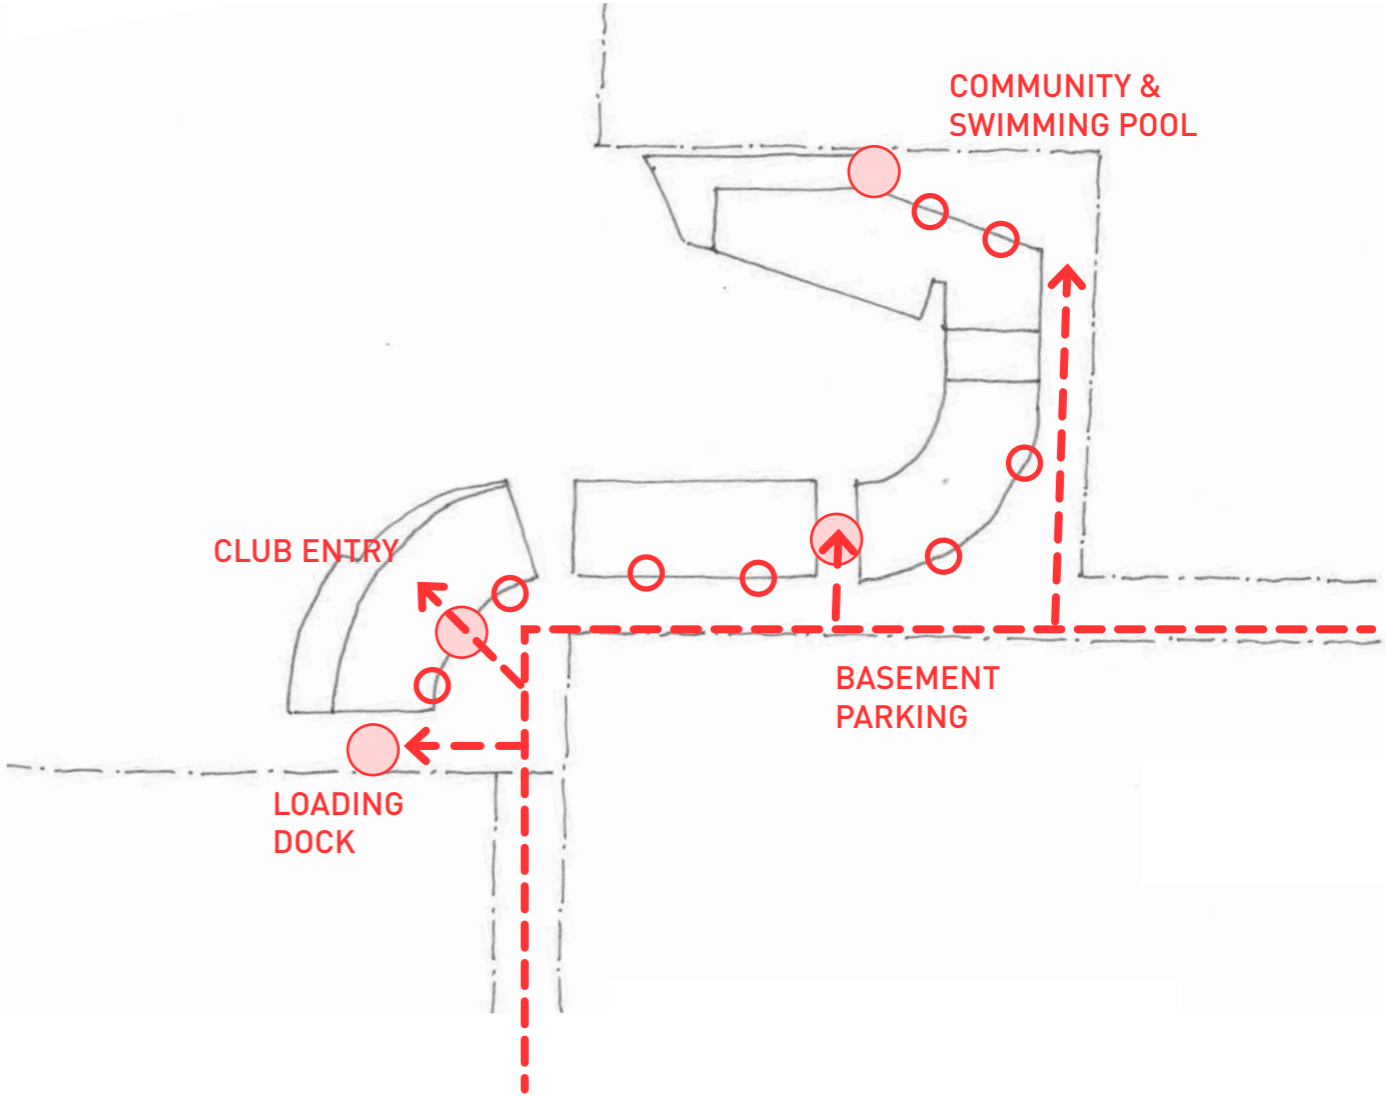 COMMUNITY &
SWIMMING POOL
CLUB ENTRY
BASEMENT
PARKING
LOADING
DOCK